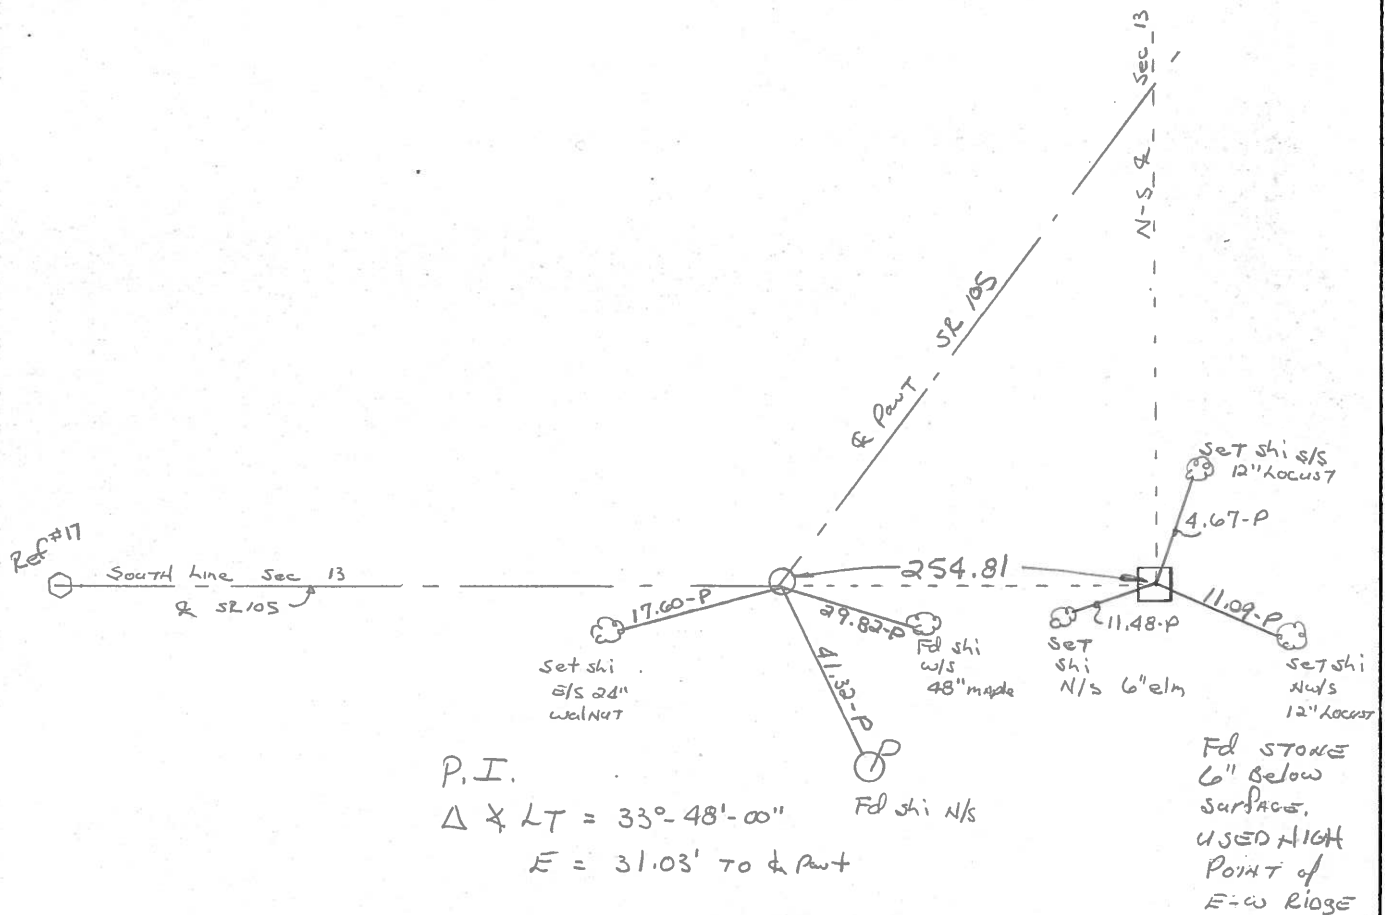 Sec 13
N-S ℄
SR 105
℄ Pavt
Set shi s/s
12" Locust
4.67-P
Ref #17
South Line Sec 13
℄ SR 105
254.81
17.60-P
29.82-P
41.32-P
11.48-P
11.09-P
Set shi
E/S 24"
walnut
Fd shi
w/s
48" maple
Set
shi
N/s 6" elm
Set shi
NW/s
12" Locust
Fd shi N/s
P.I.
Δ ∡ LT = 33°-48'-00"
E = 31.03' TO ℄ Pavt
Fd STONE
6" Below
Surface.
USED HIGH
Point of
E-W Ridge